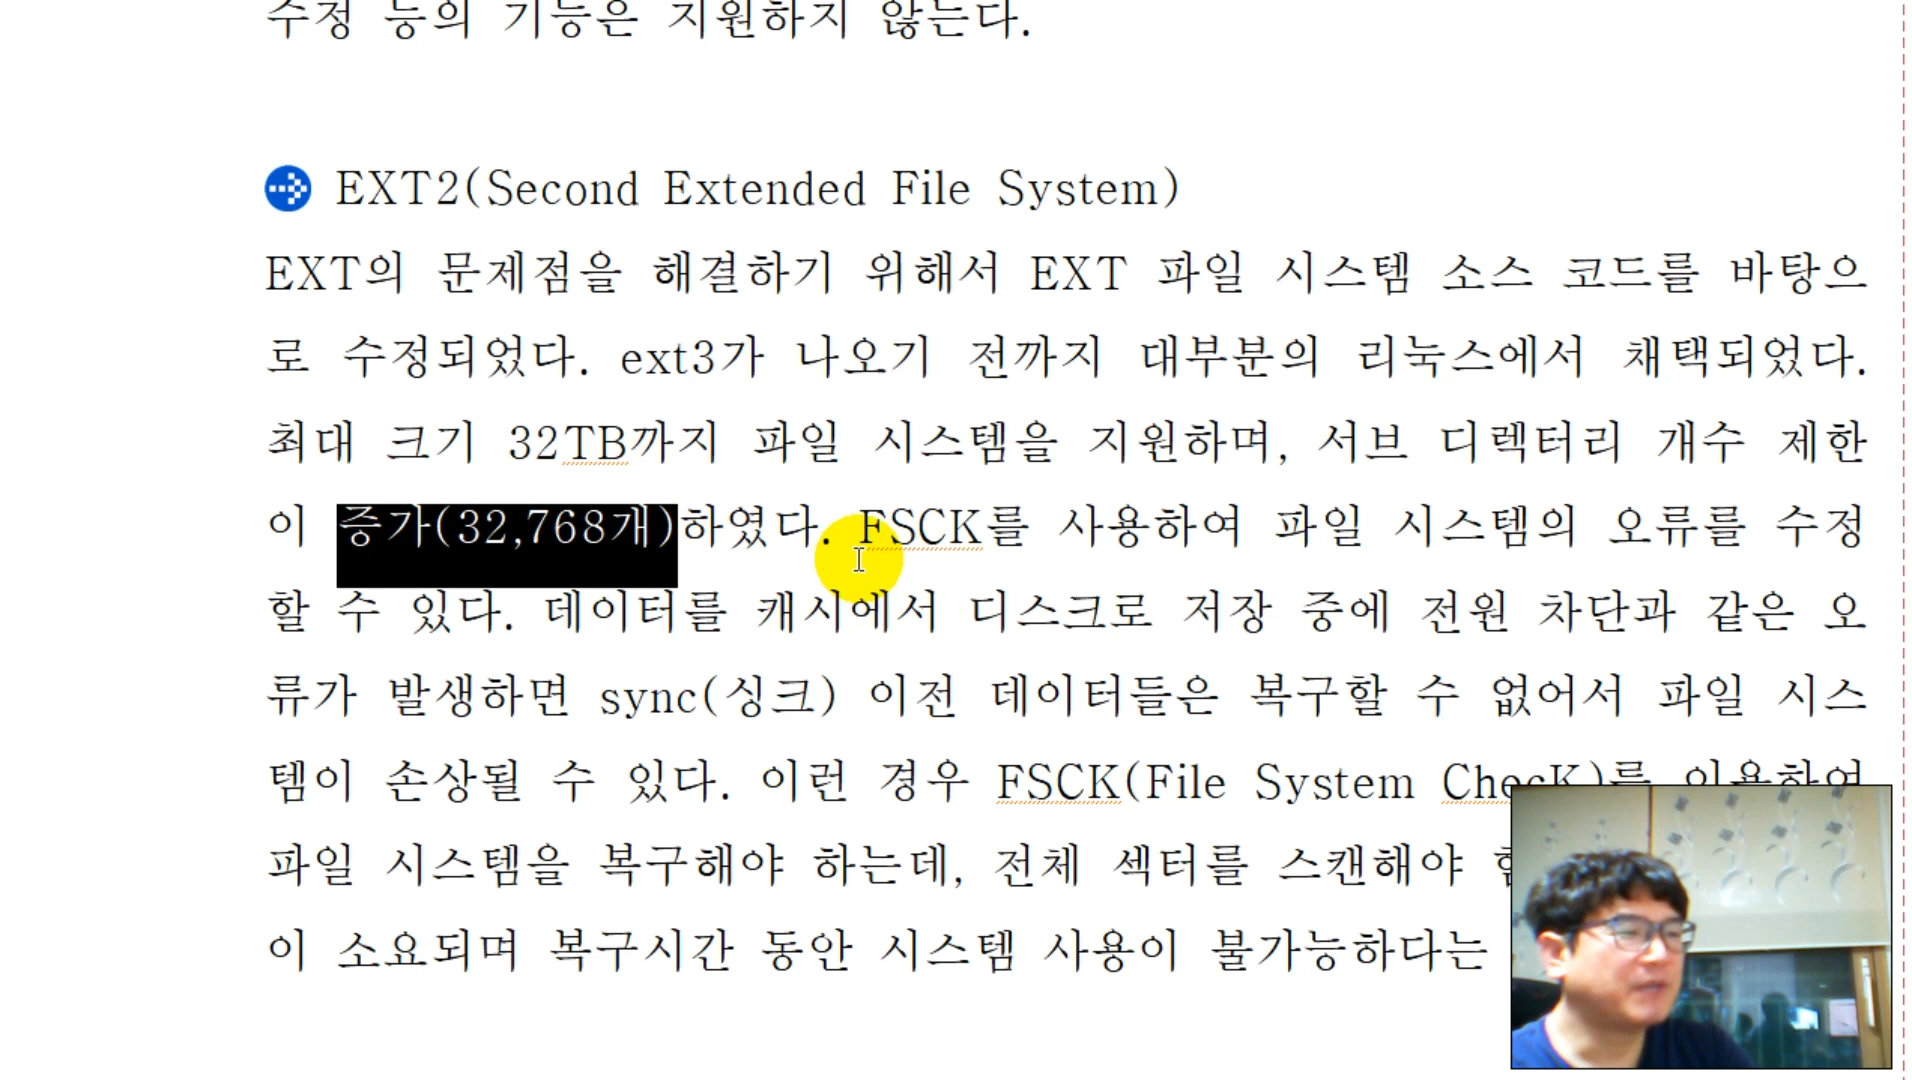 수정 등의 기능은 지원하지 않는다.
EXT2(Second Extended File System)
EXT의 문제점을 해결하기 위해서 EXT 파일 시스템 소스 코드를 바탕으
로 수정되었다. ext3가 나오기 전까지 대부분의 리눅스에서 채택되었다.
최대 크기 32TB까지 파일 시스템을 지원하며, 서브 디렉터리 개수 제한
이 증가(32,768개)하였다. FSCK를 사용하여 파일 시스템의 오류를 수정
할 수 있다. 데이터를 캐시에서 디스크로 저장 중에 전원 차단과 같은 오
류가 발생하면 sync(싱크) 이전 데이터들은 복구할 수 없어서 파일 시스
템이 손상될 수 있다. 이런 경우 FSCK(File System ChecK)를 이용하여
파일 시스템을 복구해야 하는데, 전체 섹터를 스캔해야
이 소요되며 복구시간 동안 시스템 사용이 불가능하다는